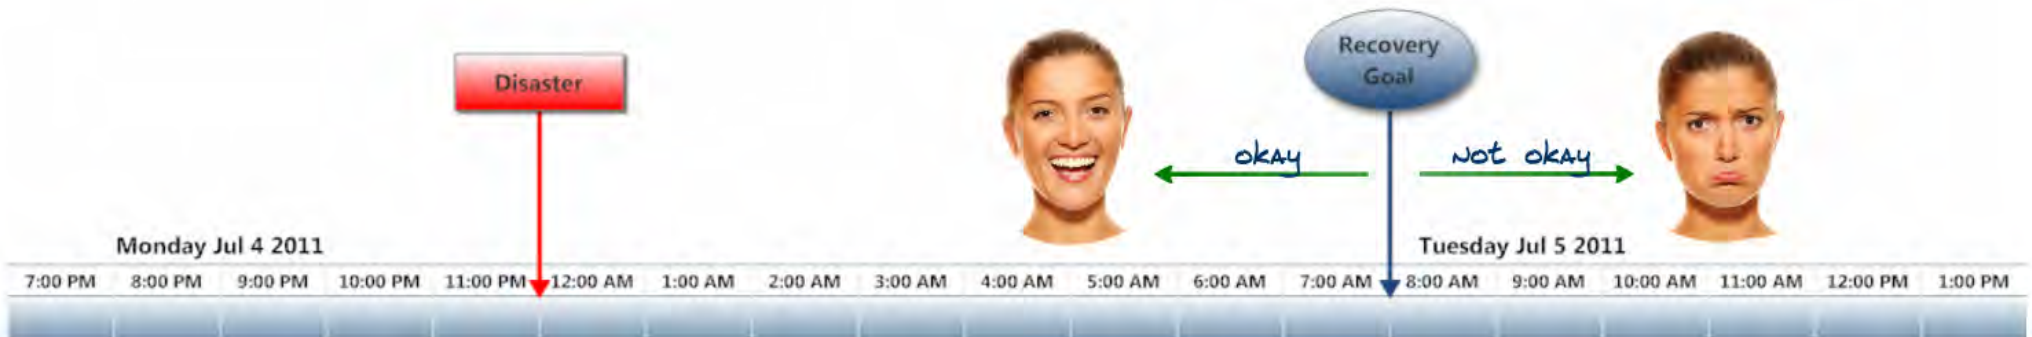 Disaster
Recovery
Goal
okay
Not okay
Monday Jul 4 2011
Tuesday Jul 5 2011
7:00 PM 8:00 PM 9:00 PM 10:00 PM 11:00 PM 12:00 AM 1:00 AM 2:00 AM 3:00 AM 4:00 AM 5:00 AM 6:00 AM 7:00 AM 8:00 AM 9:00 AM 10:00 AM 11:00 AM 12:00 PM 1:00 PM